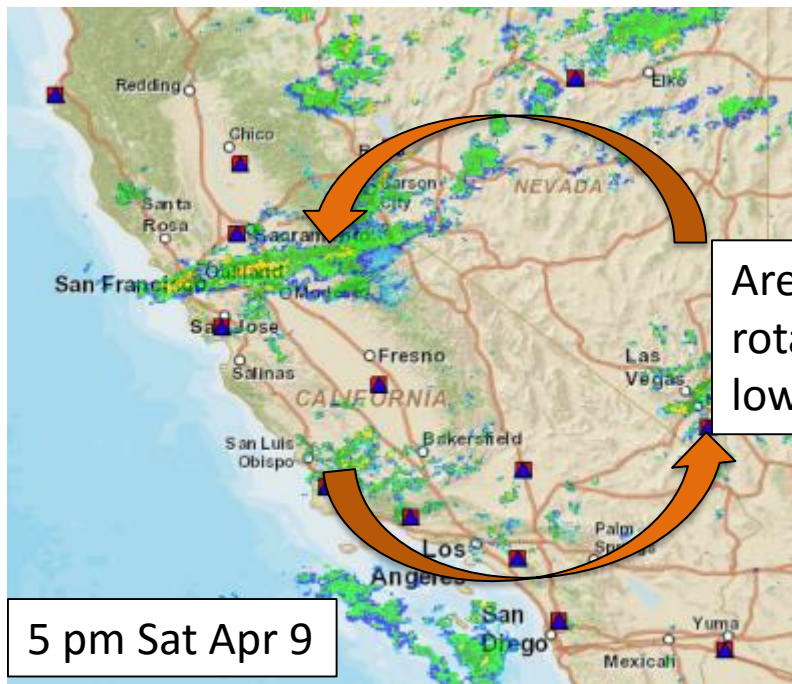 Redding
Elko
Chico
Carson
City
NEVADA
Santa
Rosa
Sacramento
Oakland
San Francisco
San Jose
Salinas
Fresno
CALIFORNIA
Las
Vegas
Are
rota
low
San Luis
Obispo
Bakersfield
Los
Angeles
Palm
Springs
San
Diego
Yuma
Mexicali
5 pm Sat Apr 9